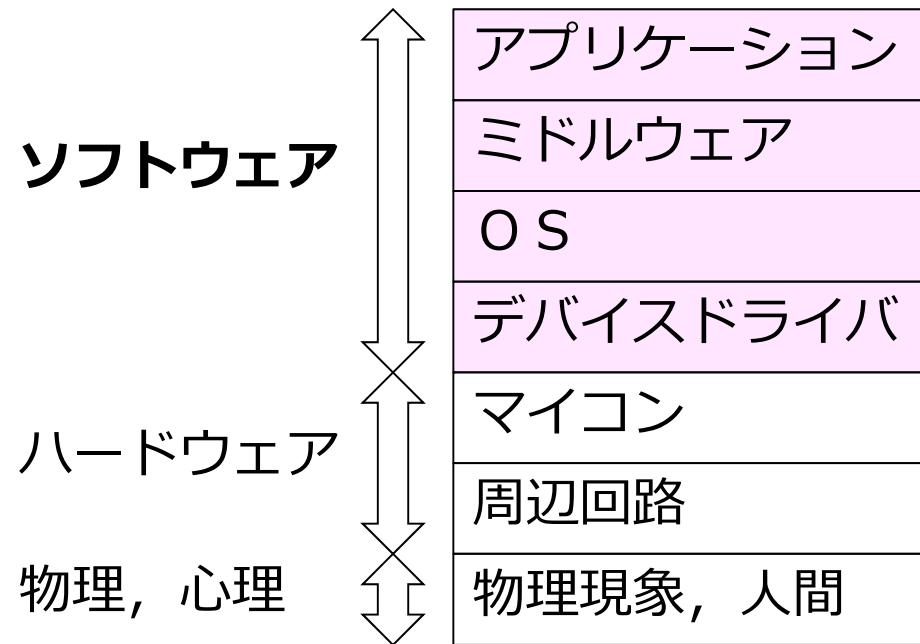 アプリケーション
ミドルウェア
ソフトウェア
ＯＳ
デバイスドライバ
マイコン
ハードウェア
周辺回路
物理，心理
物理現象，人間